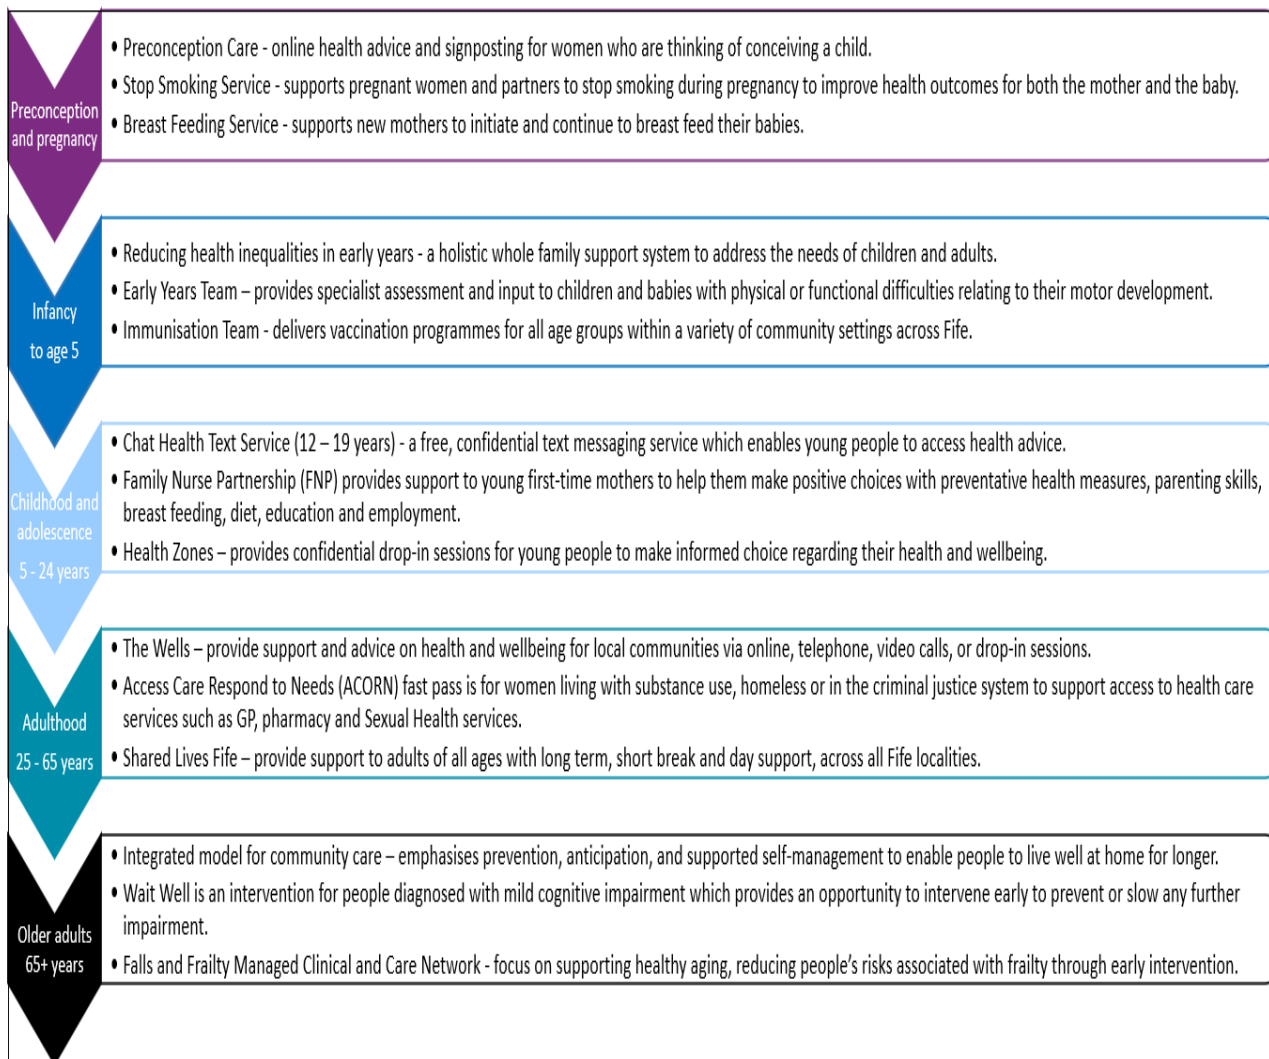 Preconception
and pregnancy
• Preconception Care - online health advice and signposting for women who are thinking of conceiving a child.
• Stop Smoking Service - supports pregnant women and partners to stop smoking during pregnancy to improve health outcomes for both the mother and the baby.
• Breast Feeding Service - supports new mothers to initiate and continue to breast feed their babies.
Infancy
to age 5
• Reducing health inequalities in early years - a holistic whole family support system to address the needs of children and adults.
• Early Years Team – provides specialist assessment and input to children and babies with physical or functional difficulties relating to their motor development.
• Immunisation Team - delivers vaccination programmes for all age groups within a variety of community settings across Fife.
Childhood and
adolescence
5 - 24 years
• Chat Health Text Service (12 – 19 years) - a free, confidential text messaging service which enables young people to access health advice.
• Family Nurse Partnership (FNP) provides support to young first-time mothers to help them make positive choices with preventative health measures, parenting skills,
breast feeding, diet, education and employment.
• Health Zones – provides confidential drop-in sessions for young people to make informed choice regarding their health and wellbeing.
Adulthood
25 - 65 years
• The Wells – provide support and advice on health and wellbeing for local communities via online, telephone, video calls, or drop-in sessions.
• Access Care Respond to Needs (ACORN) fast pass is for women living with substance use, homeless or in the criminal justice system to support access to health care
services such as GP, pharmacy and Sexual Health services.
• Shared Lives Fife – provide support to adults of all ages with long term, short break and day support, across all Fife localities.
Older adults
65+ years
• Integrated model for community care – emphasises prevention, anticipation, and supported self-management to enable people to live well at home for longer.
• Wait Well is an intervention for people diagnosed with mild cognitive impairment which provides an opportunity to intervene early to prevent or slow any further
impairment.
• Falls and Frailty Managed Clinical and Care Network - focus on supporting healthy aging, reducing people’s risks associated with frailty through early intervention.